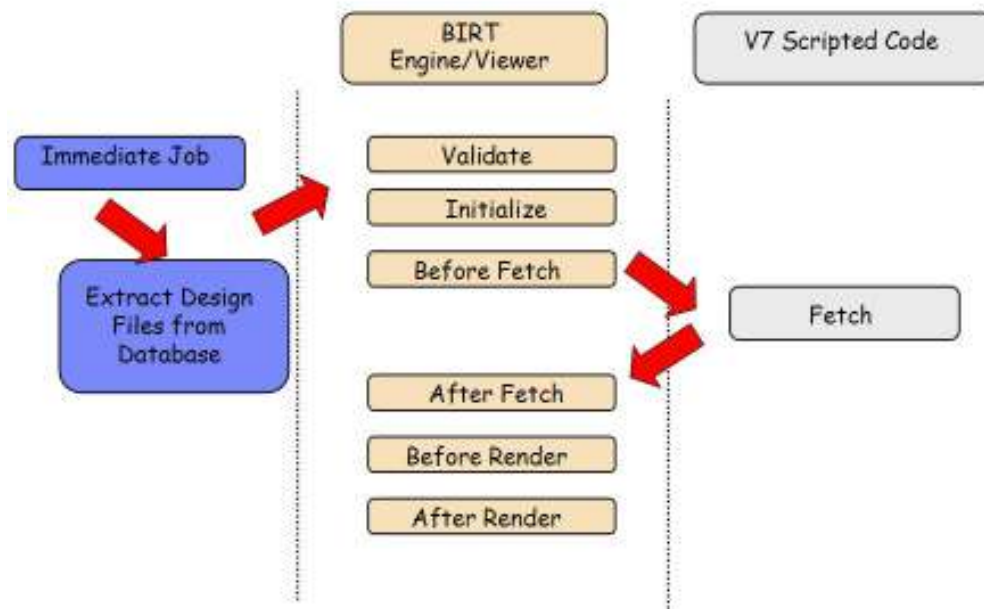 BIRT
Engine/Viewer
V7 Scripted Code
Immediate Job
Validate
Initialize
Before Fetch
Extract Design
Files from
Database
Fetch
After Fetch
Before Render
After Render